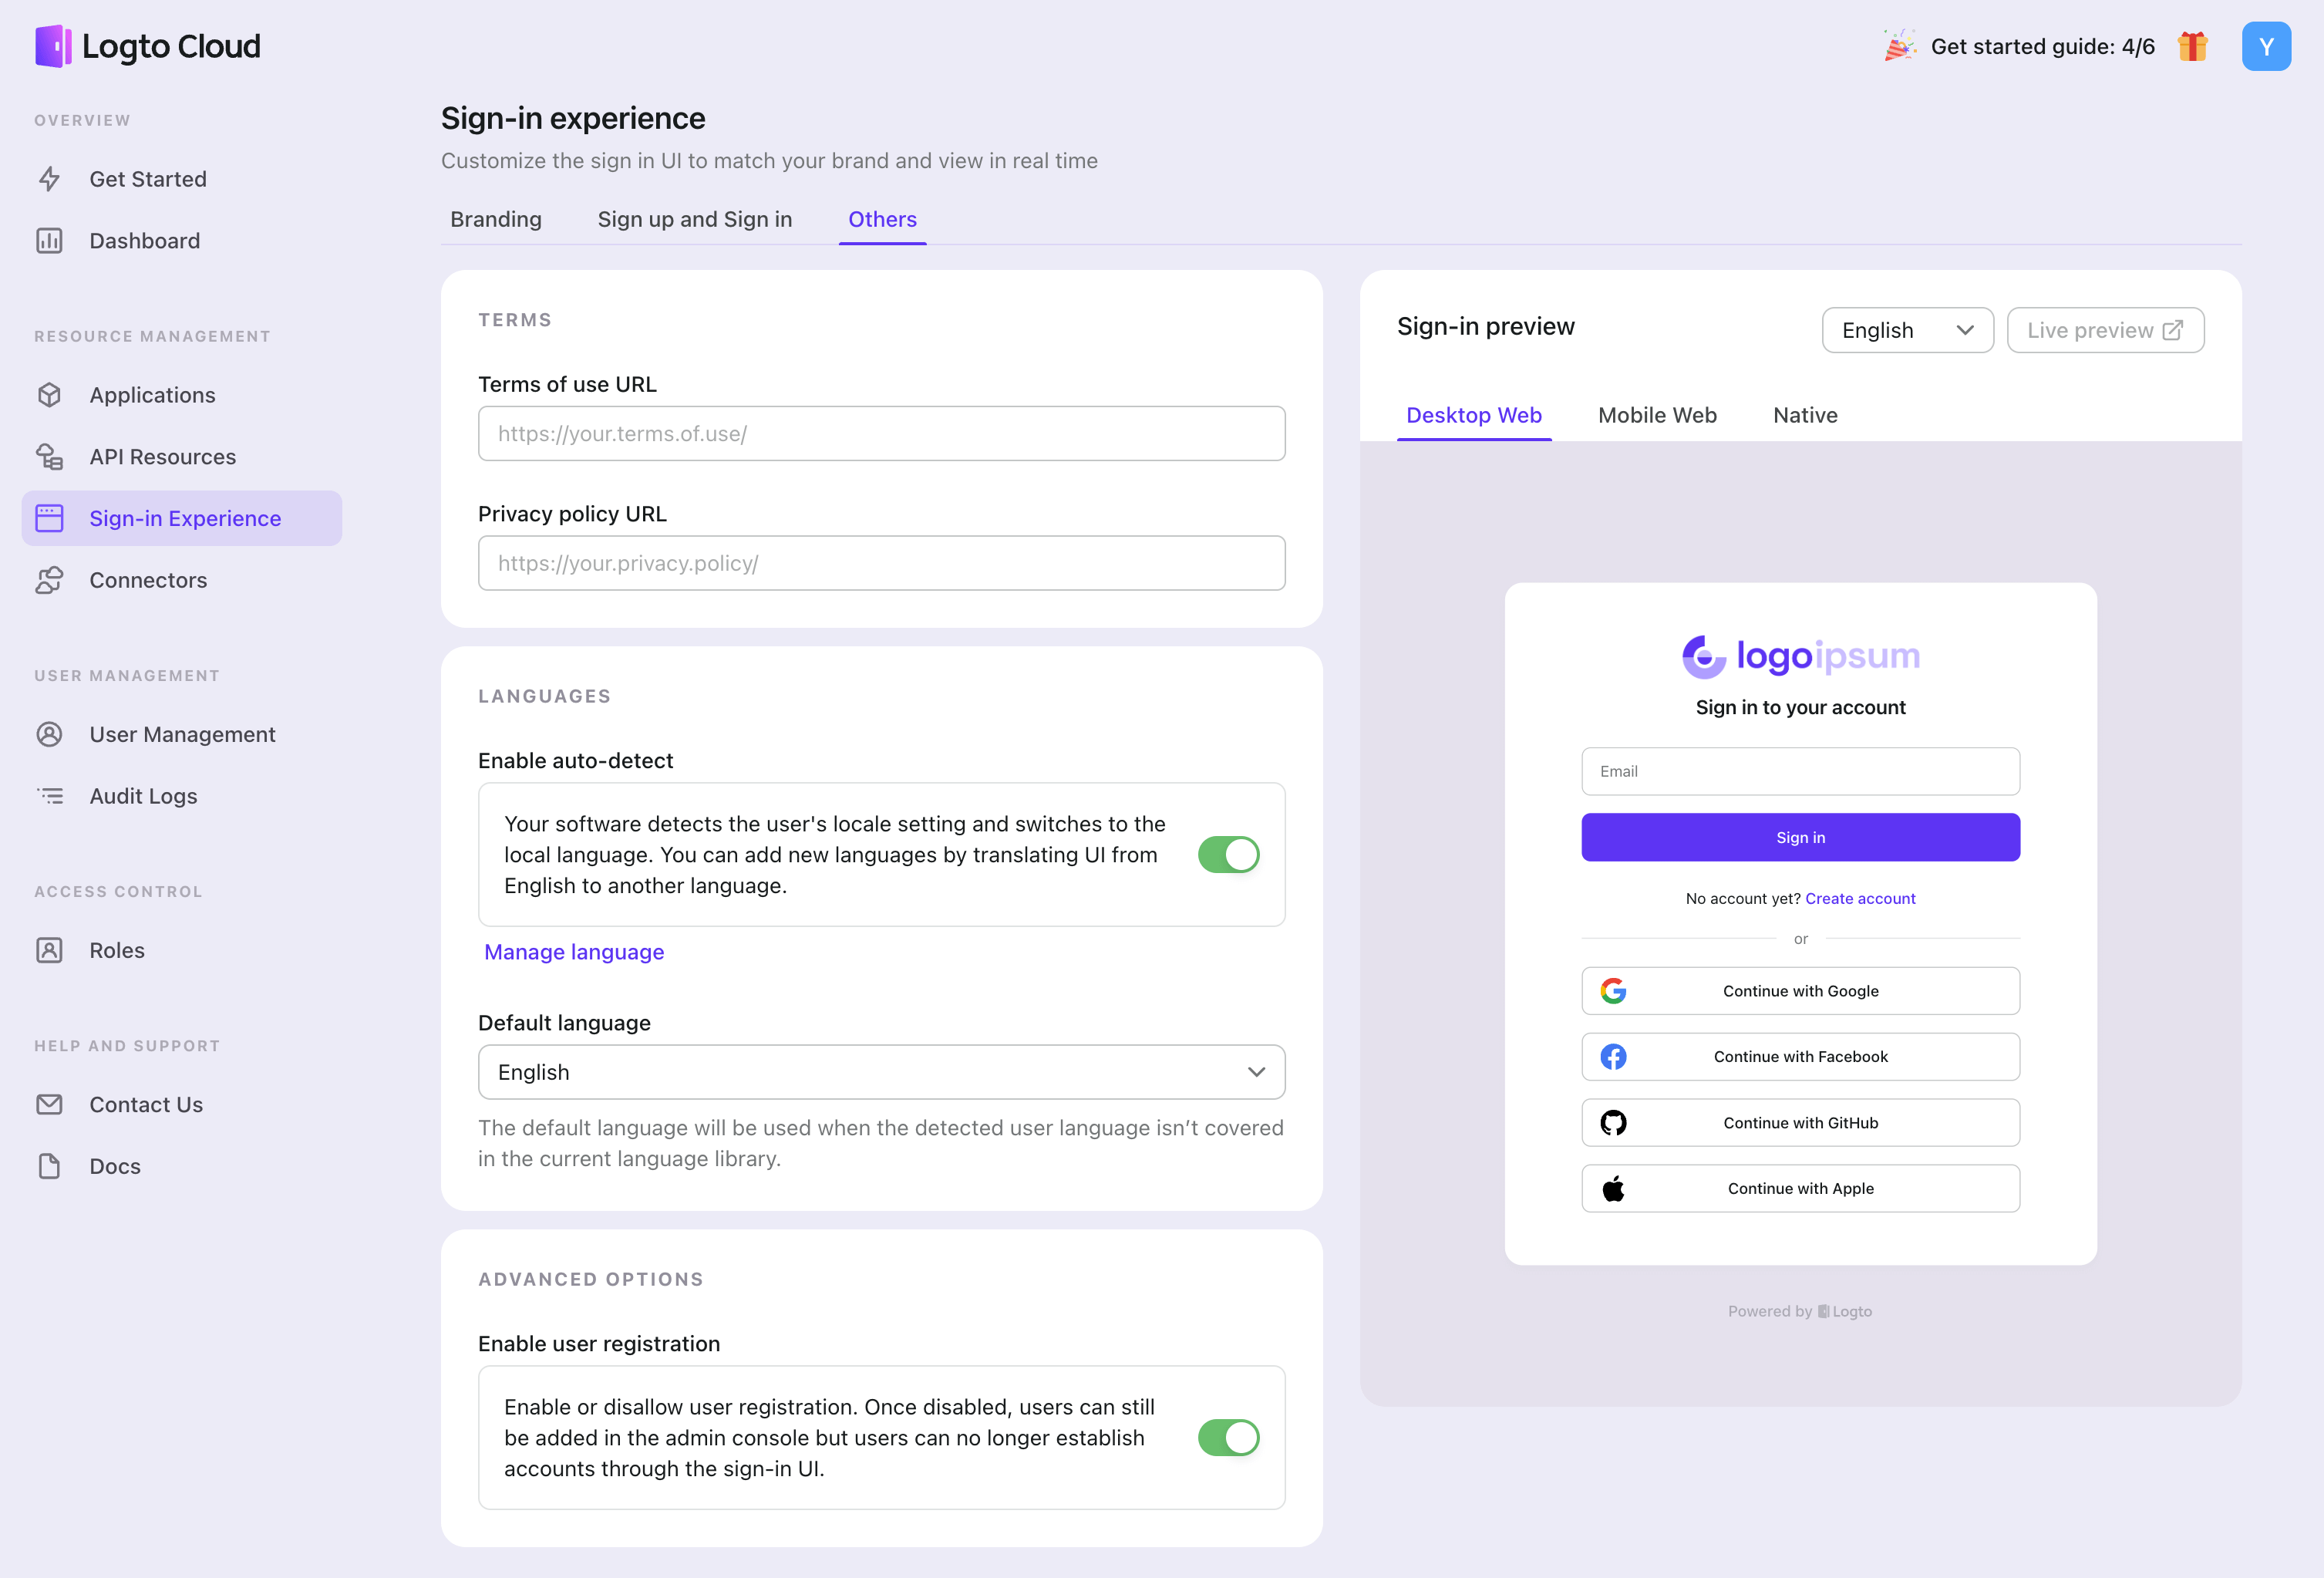 Logto Cloud
Get started guide: 4/6
Y
OVERVIEW
Get Started
Dashboard
RESOURCE MANAGEMENT
Applications
API Resources
Sign-in Experience
Connectors
USER MANAGEMENT
User Management
Audit Logs
ACCESS CONTROL
Roles
HELP AND SUPPORT
Contact Us
Docs
Sign-in experience
Customize the sign in UI to match your brand and view in real time
Branding
Sign up and Sign in
Others
TERMS
Terms of use URL
https://your.terms.of.use/
Privacy policy URL
https://your.privacy.policy/
LANGUAGES
Enable auto-detect
Your software detects the user's locale setting and switches to the
local language. You can add new languages by translating UI from
English to another language.
Manage language
Default language
English
The default language will be used when the detected user language isn’t covered
in the current language library.
ADVANCED OPTIONS
Enable user registration
Enable or disallow user registration. Once disabled, users can still
be added in the admin console but users can no longer establish
accounts through the sign-in UI.
Sign-in preview
English
Live preview
Desktop Web
Mobile Web
Native
logoipsum
Sign in to your account
Email
Sign in
No account yet? Create account
or
Continue with Google
Continue with Facebook
Continue with GitHub
Continue with Apple
Powered by Logto